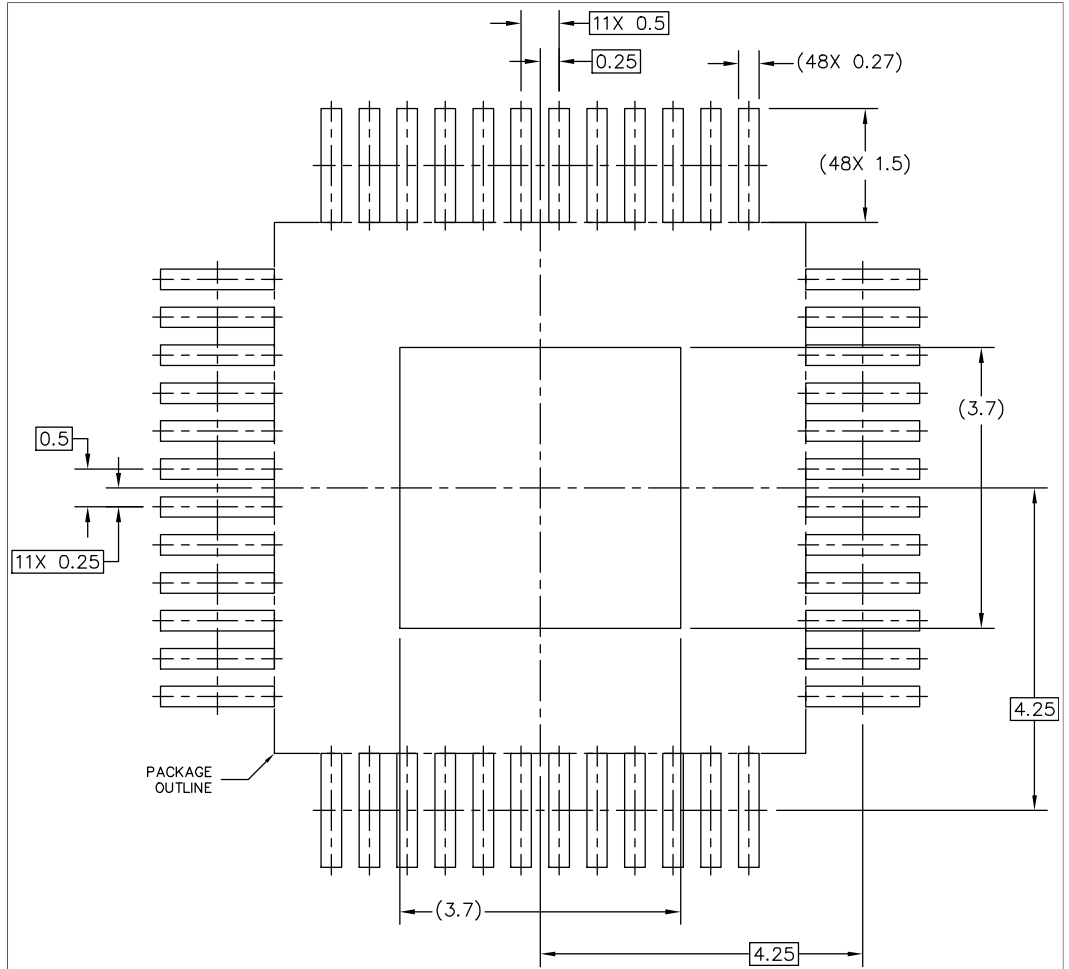 11X 0.5
0.25
(48X 0.27)
(48X 1.5)
(3.7)
0.5
11X 0.25
4.25
PACKAGE
OUTLINE
(3.7)
4.25